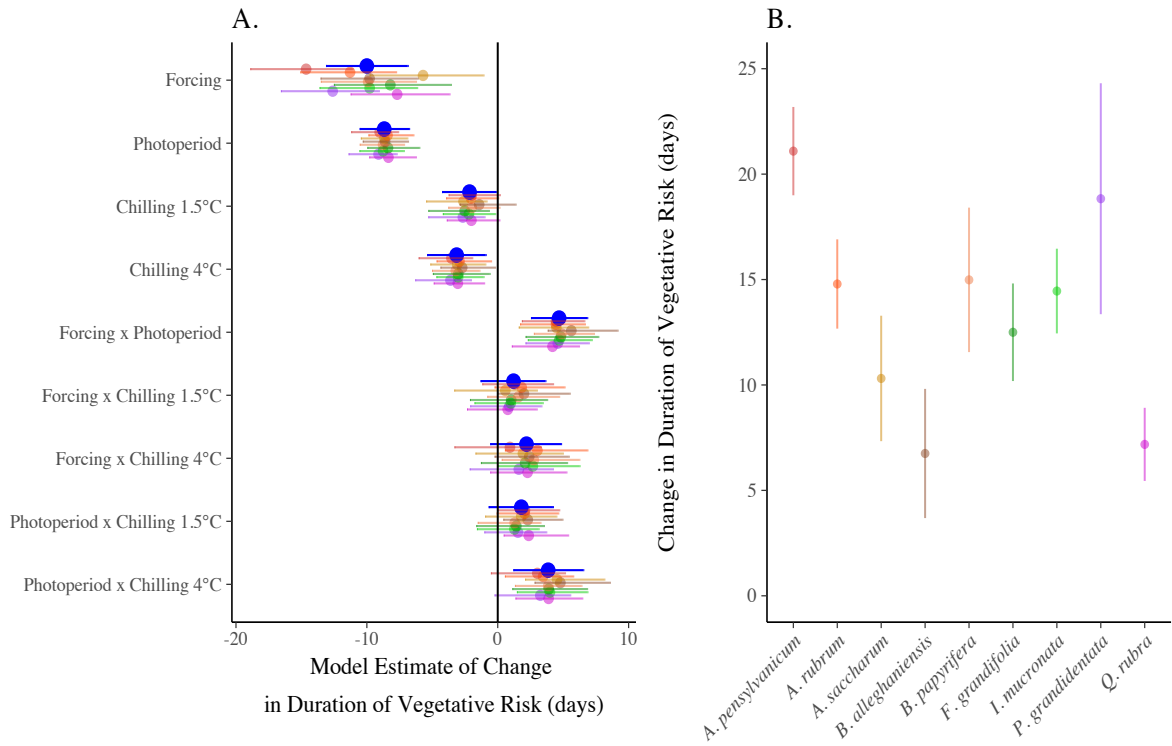 A.
Forcing
Photoperiod
Chilling 1.5°C
Chilling 4°C
Forcing x Photoperiod
Forcing x Chilling 1.5°C
Forcing x Chilling 4°C
Photoperiod x Chilling 1.5°C
Photoperiod x Chilling 4°C
-20
-10
0
10
Model Estimate of Change
in Duration of Vegetative Risk (days)
B.
Change in Duration of Vegetative Risk (days)
25
20
15
10
5
0
A. pensylvanicum
A. rubrum
A. saccharum
B. alleghaniensis
B. papyrifera
F. grandifolia
I. mucronata
P. grandidentata
Q. rubra